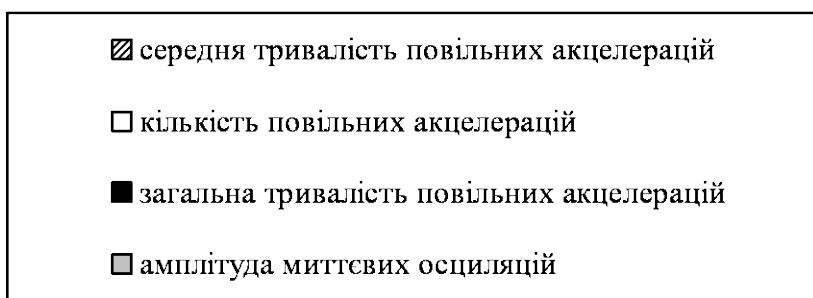 середня тривалість повільних акцелерацій
кількість повільних акцелерацій
загальна тривалість повільних акцелерацій
амплітуда миттєвих осциляцій